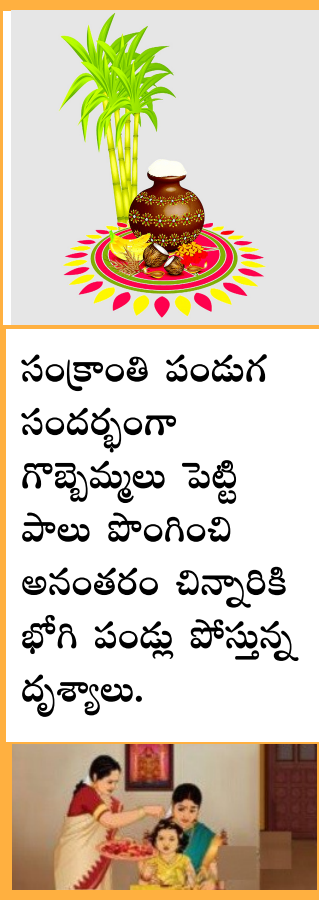 సంక్రాంతి పండుగ
సందర్భంగా
గొబ్బెమ్మలు పెట్టి
పాలు పొంగించి
అనంతరం చిన్నారికి
భోగి పండ్లు పోస్తున్న
దృశ్యాలు.